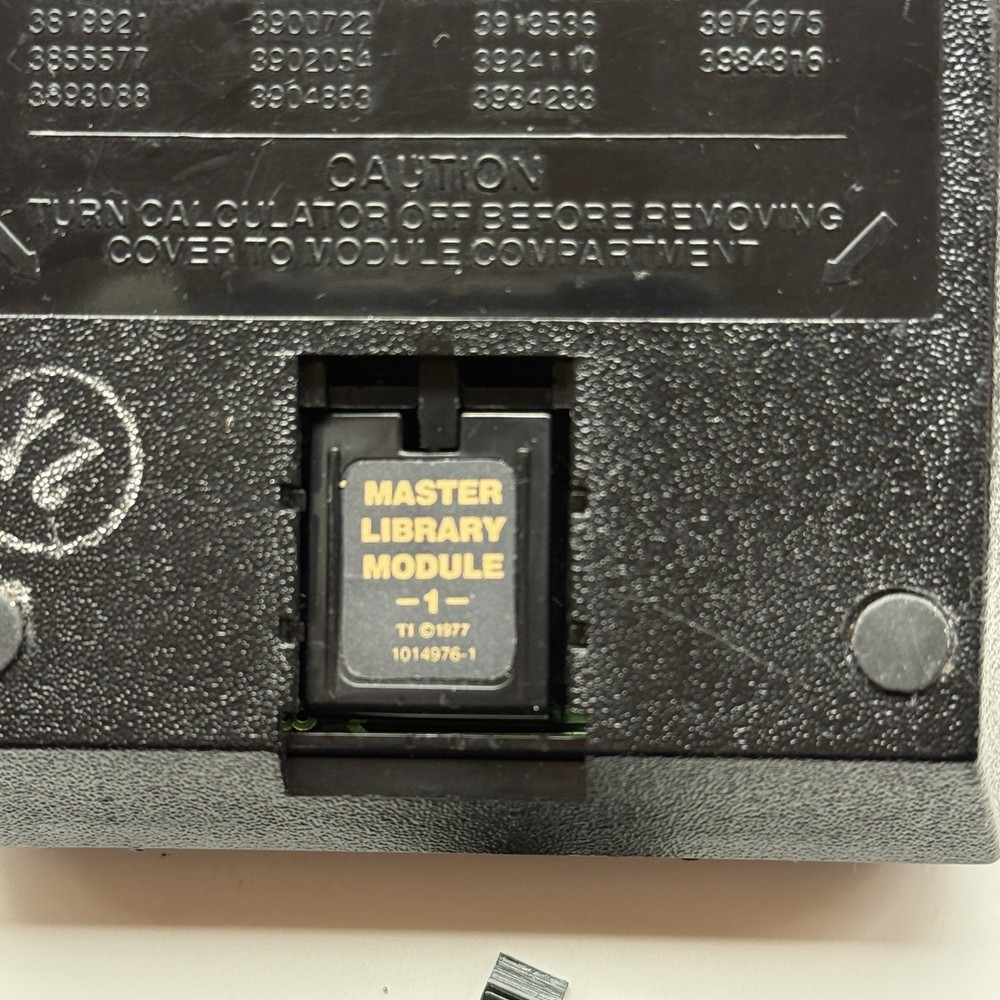 3819921 3900722 3919536 3976975
3855577 3902054 3924110 3984816
3893088 3904863 3934233
CAUTION
TURN CALCULATOR OFF BEFORE REMOVING
COVER TO MODULE COMPARTMENT
MASTER
LIBRARY
MODULE
-1-
TI ©1977
1014976-1